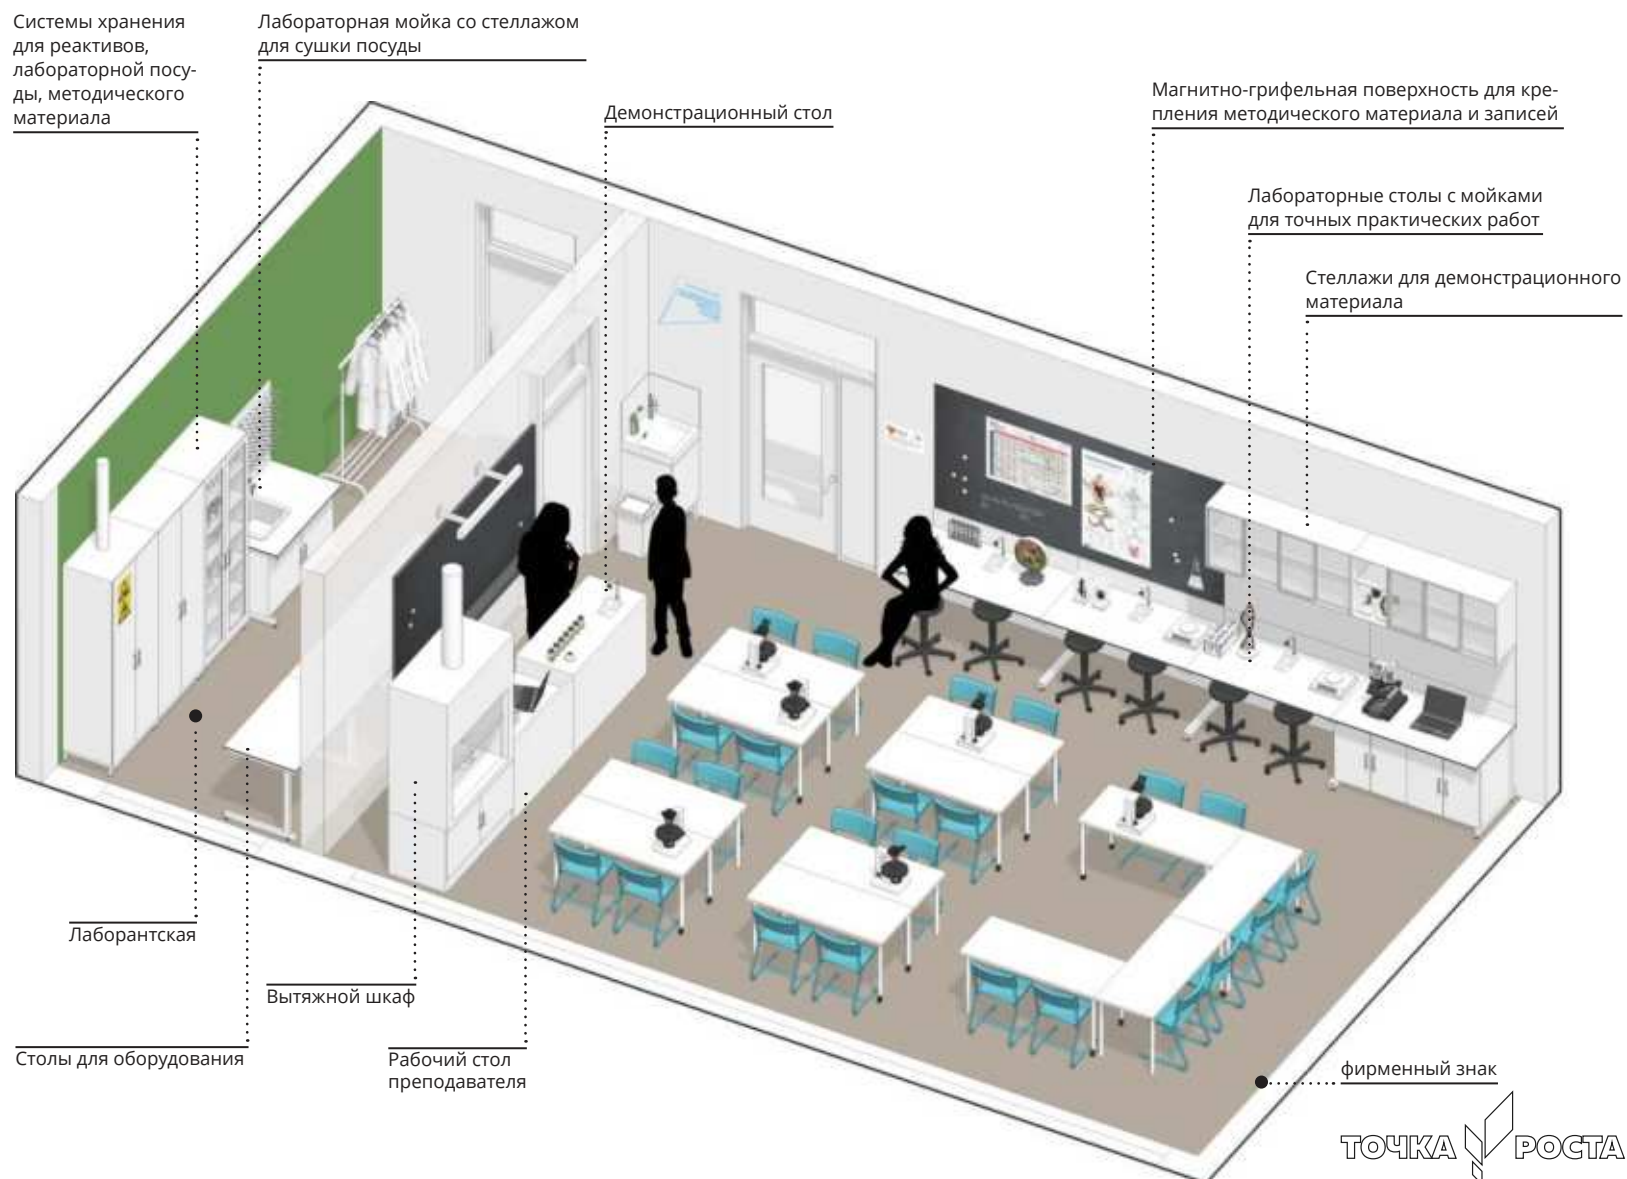 Системы хранения
для реактивов,
лабораторной посу-
ды, методического
материала
Лабораторная мойка со стеллажом
для сушки посуды
Демонстрационный стол
Магнитно-грифельная поверхность для кре-
пления методического материала и записей
Лабораторные столы с мойками
для точных практических работ
Стеллажи для демонстрационного
материала
Лаборантская
Вытяжной шкаф
Столы для оборудования
Рабочий стол
преподавателя
фирменный знак
ТОЧКА РОСТА